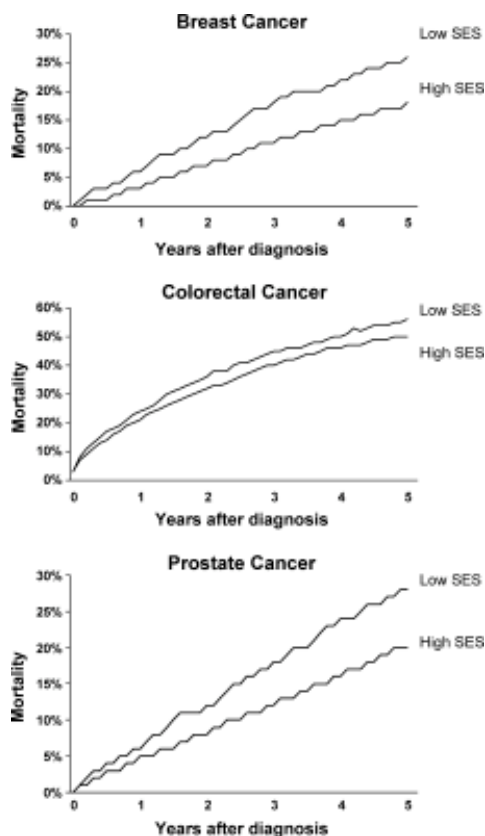 Breast Cancer
Low SES
High SES
Mortality
30%
25%
20%
15%
10%
5%
0%
0 1 2 3 4 5
Years after diagnosis
Colorectal Cancer
Low SES
High SES
Mortality
60%
50%
40%
30%
20%
10%
0%
0 1 2 3 4 5
Years after diagnosis
Prostate Cancer
Low SES
High SES
Mortality
30%
25%
20%
15%
10%
5%
0%
0 1 2 3 4 5
Years after diagnosis